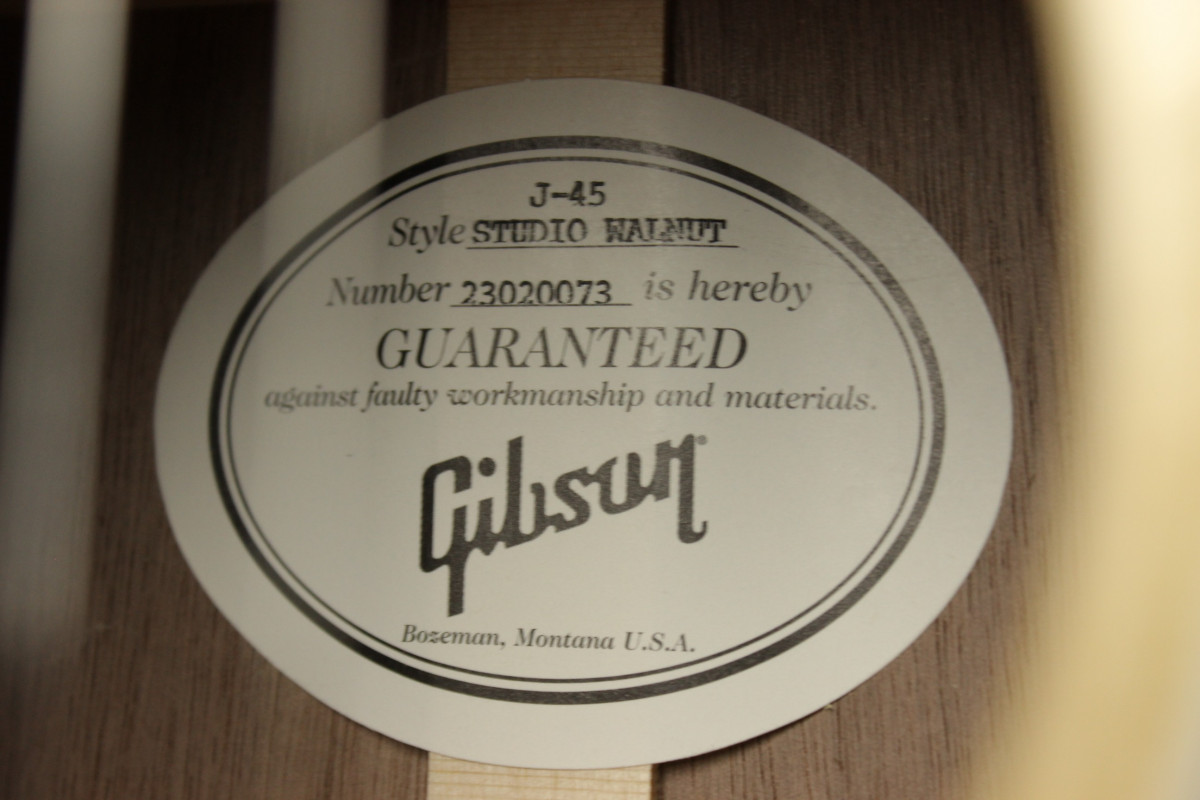 J-45
Style STUDIO WALNUT
Number 23020073 is hereby
GUARANTEED
against faulty workmanship and materials.
Gibson®
Bozeman, Montana U.S.A.